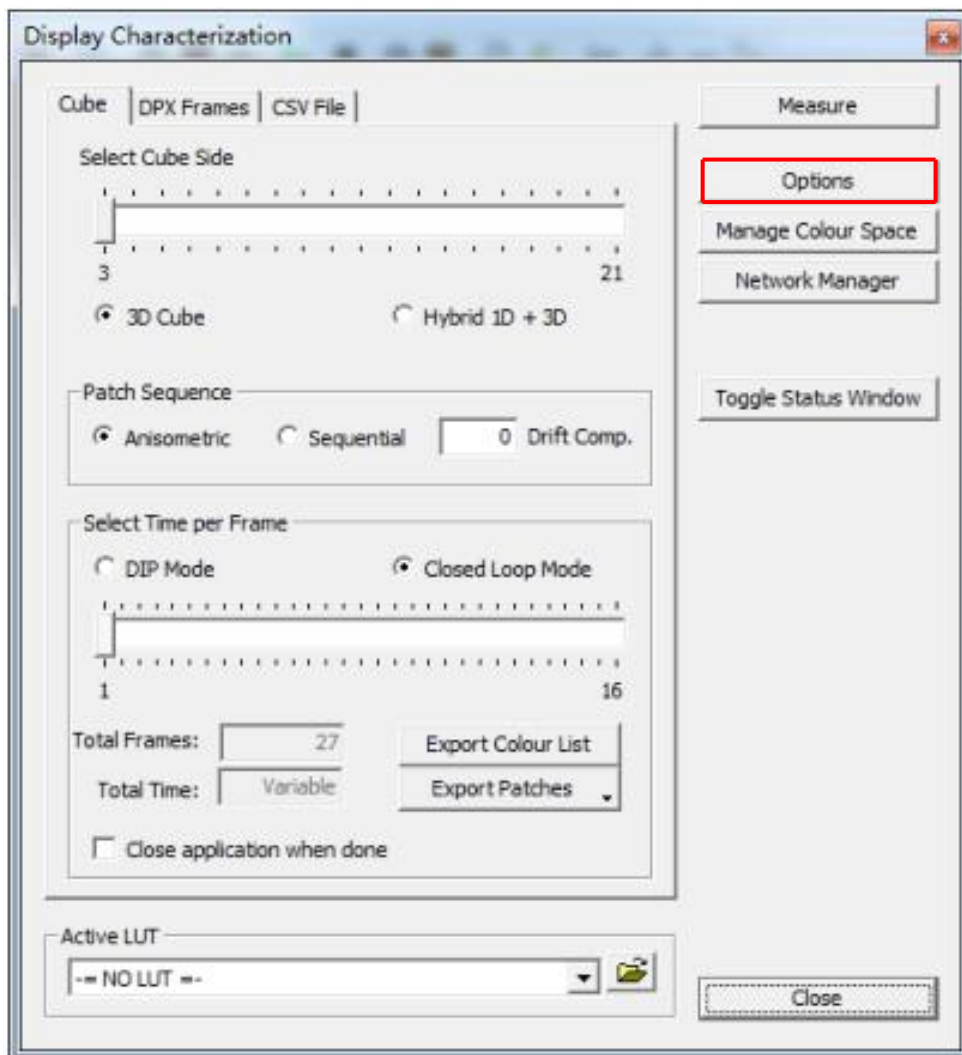 Display Characterization
x
Cube
DPX Frames
CSV File
Measure
Select Cube Side
Options
Manage Colour Space
3
21
Network Manager
3D Cube
Hybrid 1D + 3D
Patch Sequence
Toggle Status Window
Anisometric
Sequential
0
Drift Comp.
Select Time per Frame
DIP Mode
Closed Loop Mode
1
16
Total Frames:
27
Export Colour List
Total Time:
Variable
Export Patches
Close application when done
Active LUT
-= NO LUT =-
Close